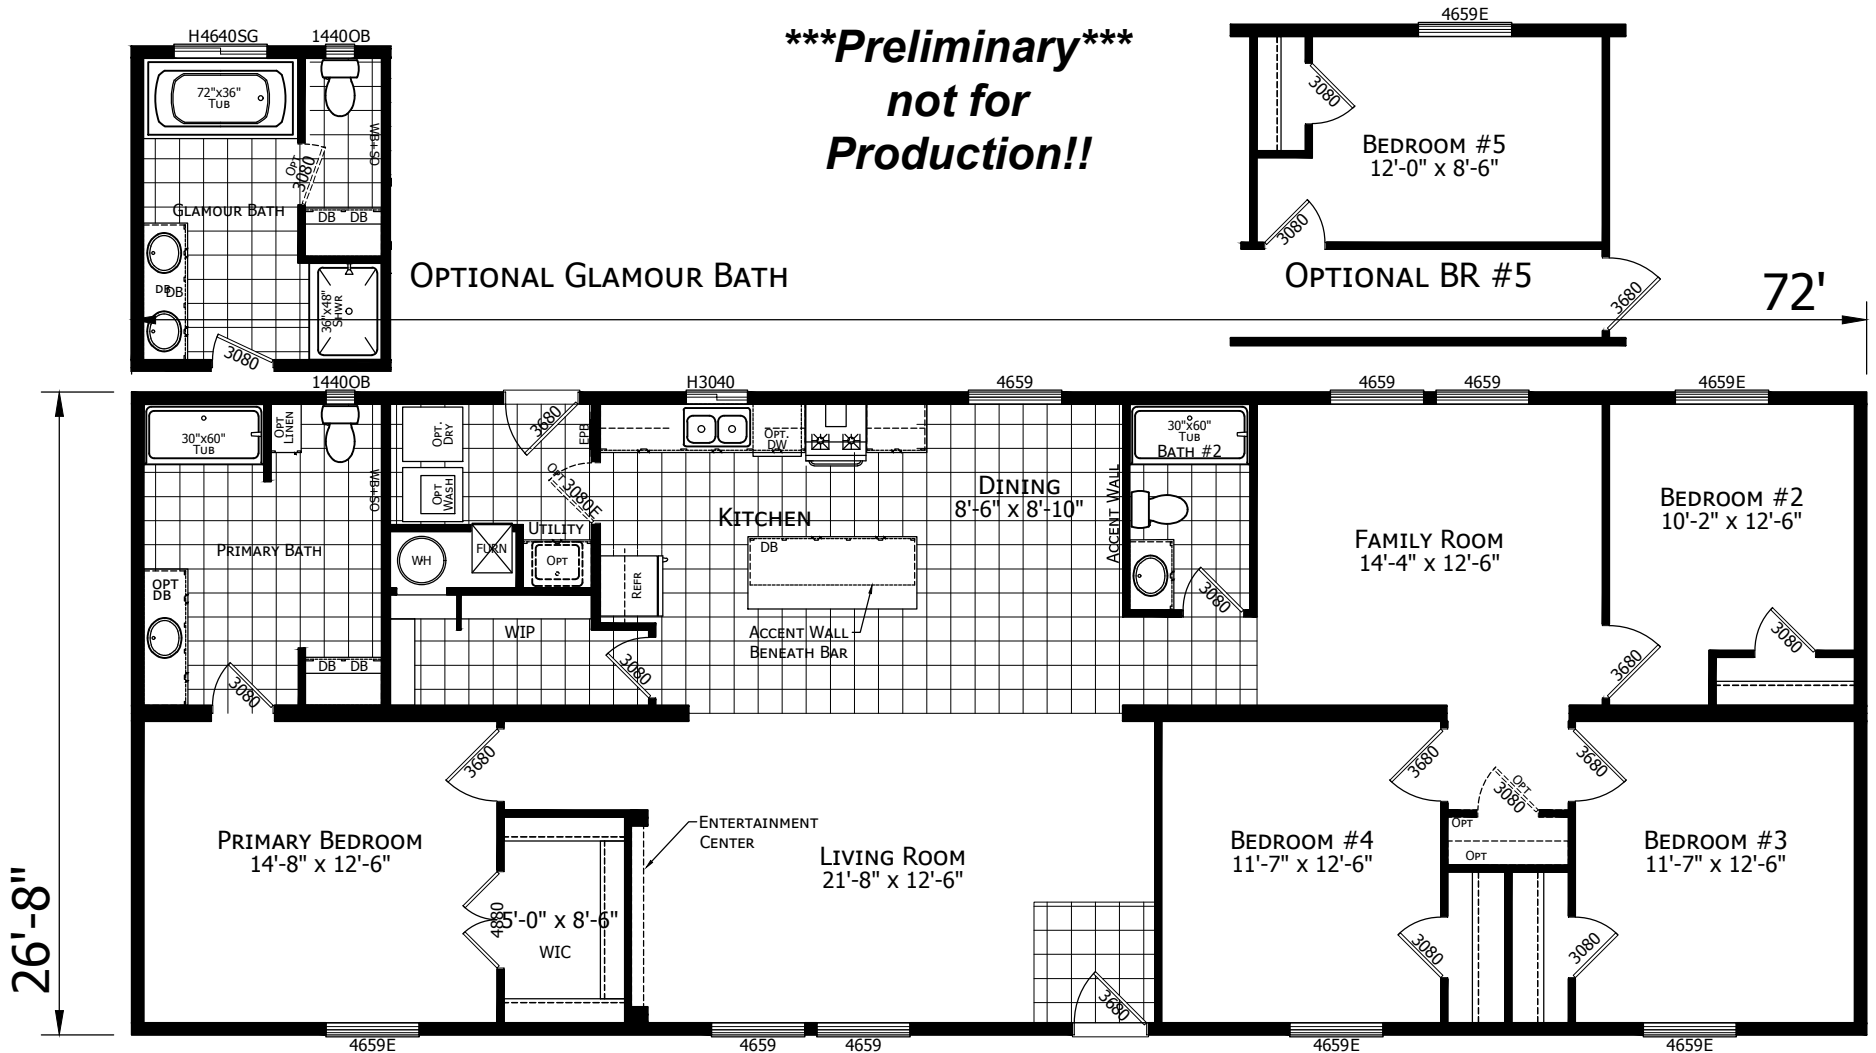 H4640SG
1440OB
72"x36"
TUB
WB+SO
OPT
3080
GLAMOUR BATH
DB DB
DB
DB
36"x48"
SHWR
3080
OPTIONAL GLAMOUR BATH
***Preliminary***
not for
Production!!
4659E
3080
BEDROOM #5
12'-0" x 8'-6"
3080
OPTIONAL BR #5
3680
72'
1440OB
H3040
4659
4659
4659
4659E
30"x60"
TUB
OPT
LINEN
WB+SO
OPT.
DRY
OPT
WASH
3680
EPB
OPT
3080E
OPT.
DW
KITCHEN
DINING
8'-6" x 8'-10"
ACCENT WALL
30"x60"
TUB
BATH #2
3080
FAMILY ROOM
14'-4" x 12'-6"
BEDROOM #2
10'-2" x 12'-6"
3080
3680
PRIMARY BATH
OPT
DB
DB DB
3080
WH
FURN
UTILITY
OPT
REFR
DB
WIP
3080
ACCENT WALL
BENEATH BAR
26'-8"
3680
PRIMARY BEDROOM
14'-8" x 12'-6"
4880
5'-0" x 8'-6"
WIC
ENTERTAINMENT
CENTER
LIVING ROOM
21'-8" x 12'-6"
3680
BEDROOM #4
11'-7" x 12'-6"
3680
3080
OPT
3080
OPT
OPT
3680
3080
BEDROOM #3
11'-7" x 12'-6"
4659E
4659
4659
4659E
4659E